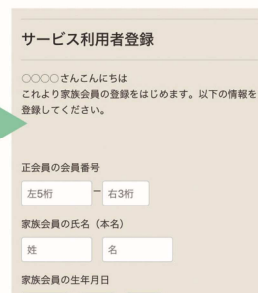 サービス利用者登録
○○○○さんこんにちは
これより家族会員の登録をはじめます。以下の情報を
登録してください。
正会員の会員番号
左5桁 − 右3桁
家族会員の氏名（本名）
姓 名
家族会員の生年月日